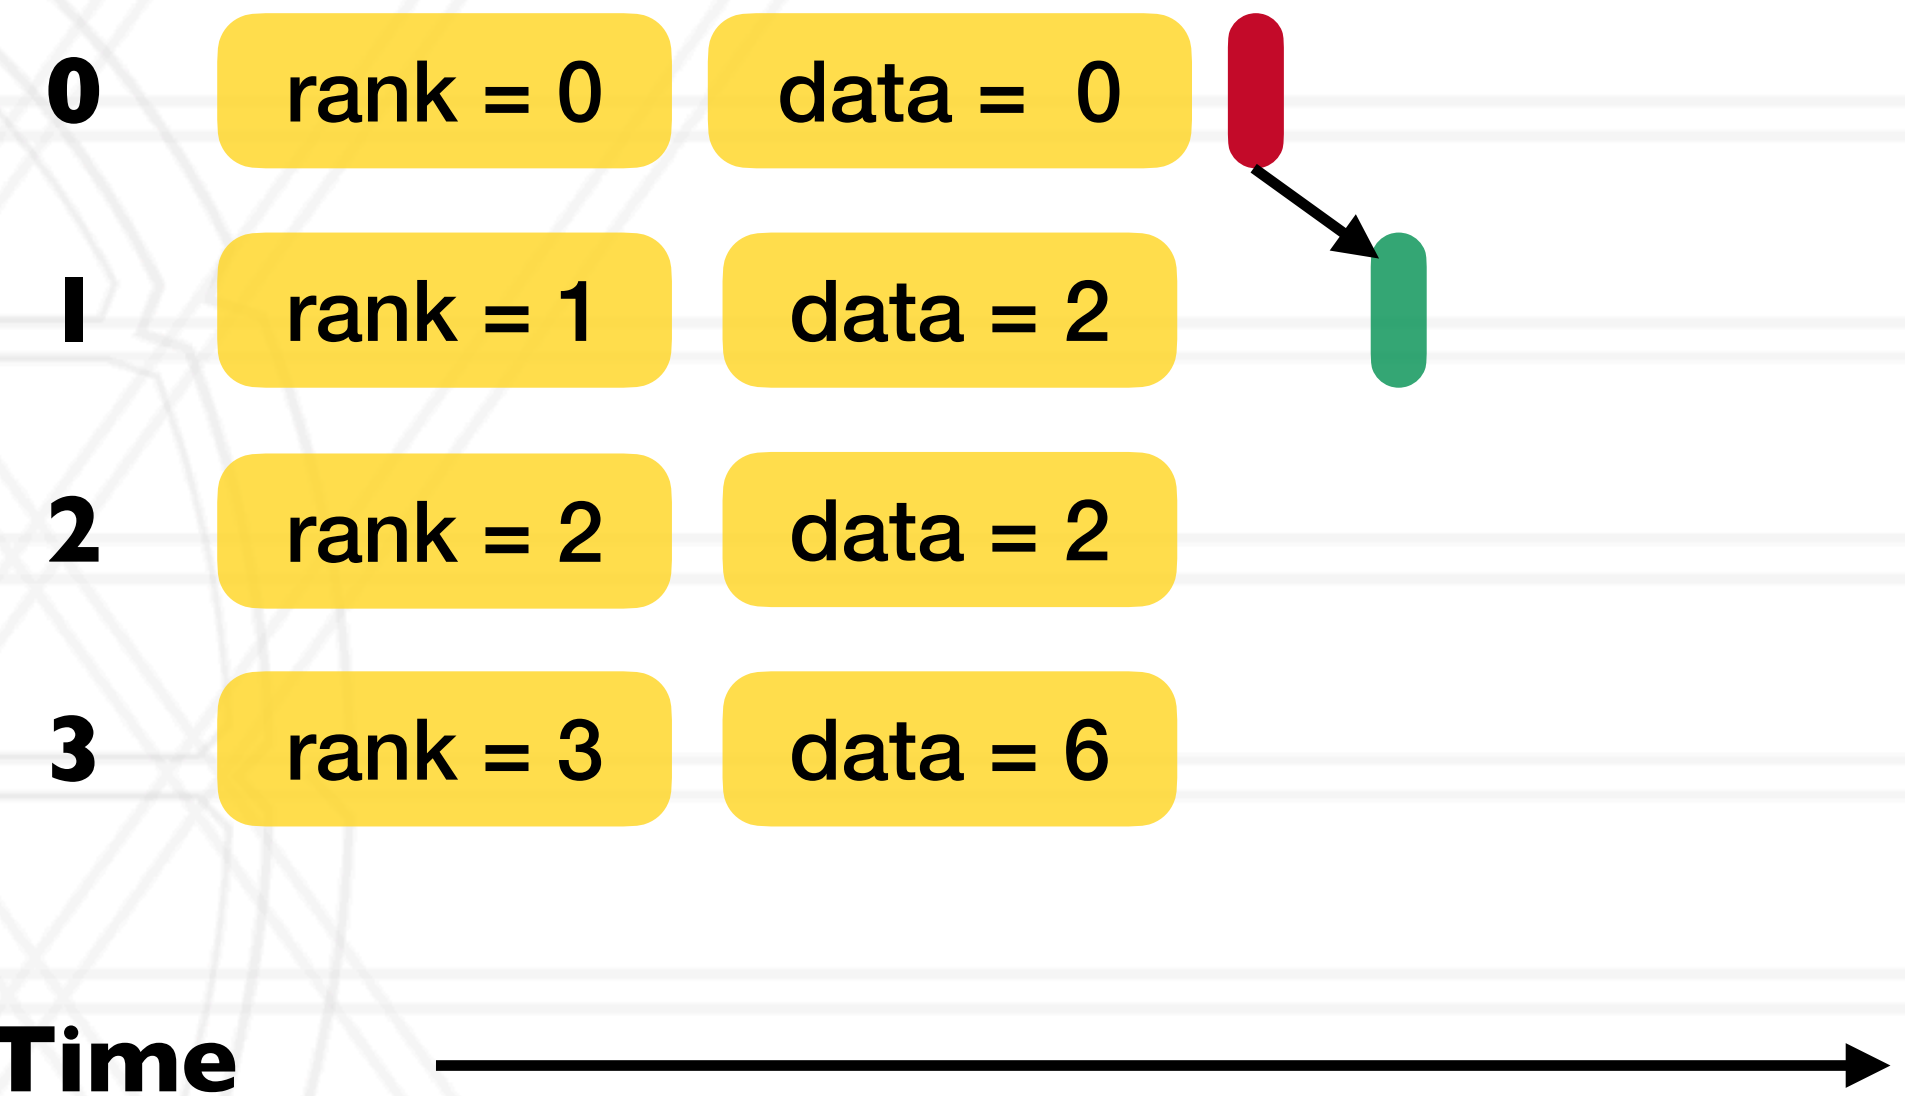 0 rank = 0 data = 0
1 rank = 1 data = 2
2 rank = 2 data = 2
3 rank = 3 data = 6
Time